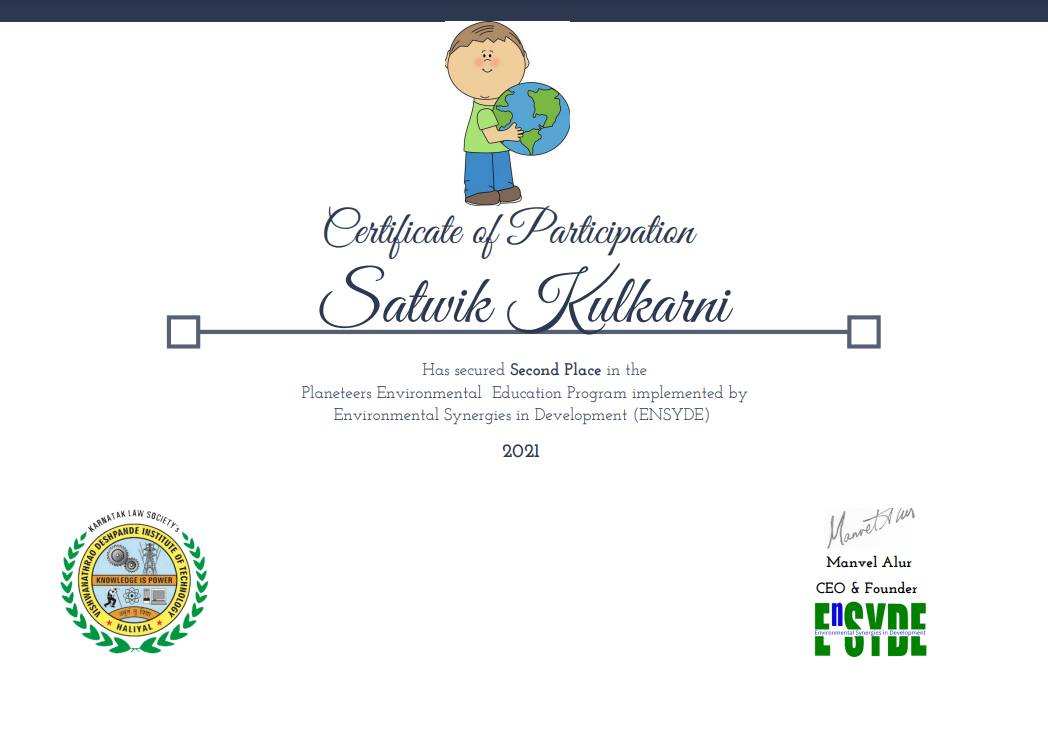 Certificate of Participation
Satwik Kulkarni
Has secured Second Place in the
Planeteers Environmental Education Program implemented by
Environmental Synergies in Development (ENSYDE)
2021
KARNATAK LAW SOCIETY'S
VISHWANATHRAO DESHPANDE INSTITUTE OF TECHNOLOGY
KNOWLEDGE IS POWER
HALIYAL
Manvel Alur
CEO & Founder
EnSYDE
Environmental Synergies in Development